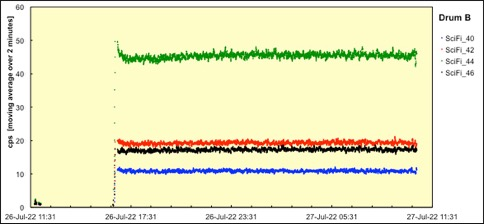 60
50
40
30
20
10
0
cps [moving average over 2 minutes]
26-Jul-22 11:31 26-Jul-22 17:31 26-Jul-22 23:31 27-Jul-22 05:31 27-Jul-22 11:31
Drum B
SciFi_40
SciFi_42
SciFi_44
SciFi_46